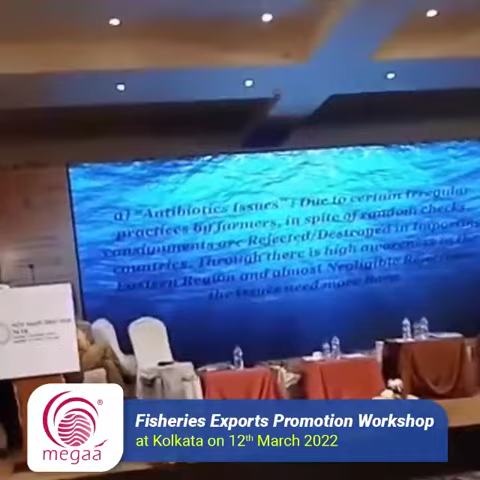 a) "Antibiotics Issues" : Due to certain irregular
practices by farmers, in spite of random checks,
consignments are Rejected/Destroyed in Importing
countries. Through there is high awareness in the
Eastern Region and almost Negligible
the issues need more
megaa
®
Fisheries Exports Promotion Workshop
at Kolkata on 12th March 2022